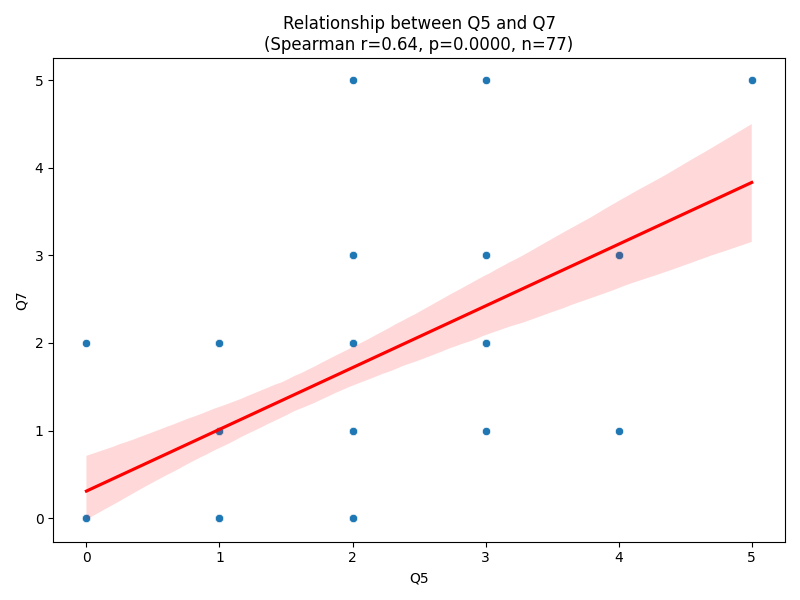 Relationship between Q5 and Q7
(Spearman r=0.64, p=0.0000, n=77)
5
4
3
2
1
0
Q7
0 1 2 3 4 5
Q5